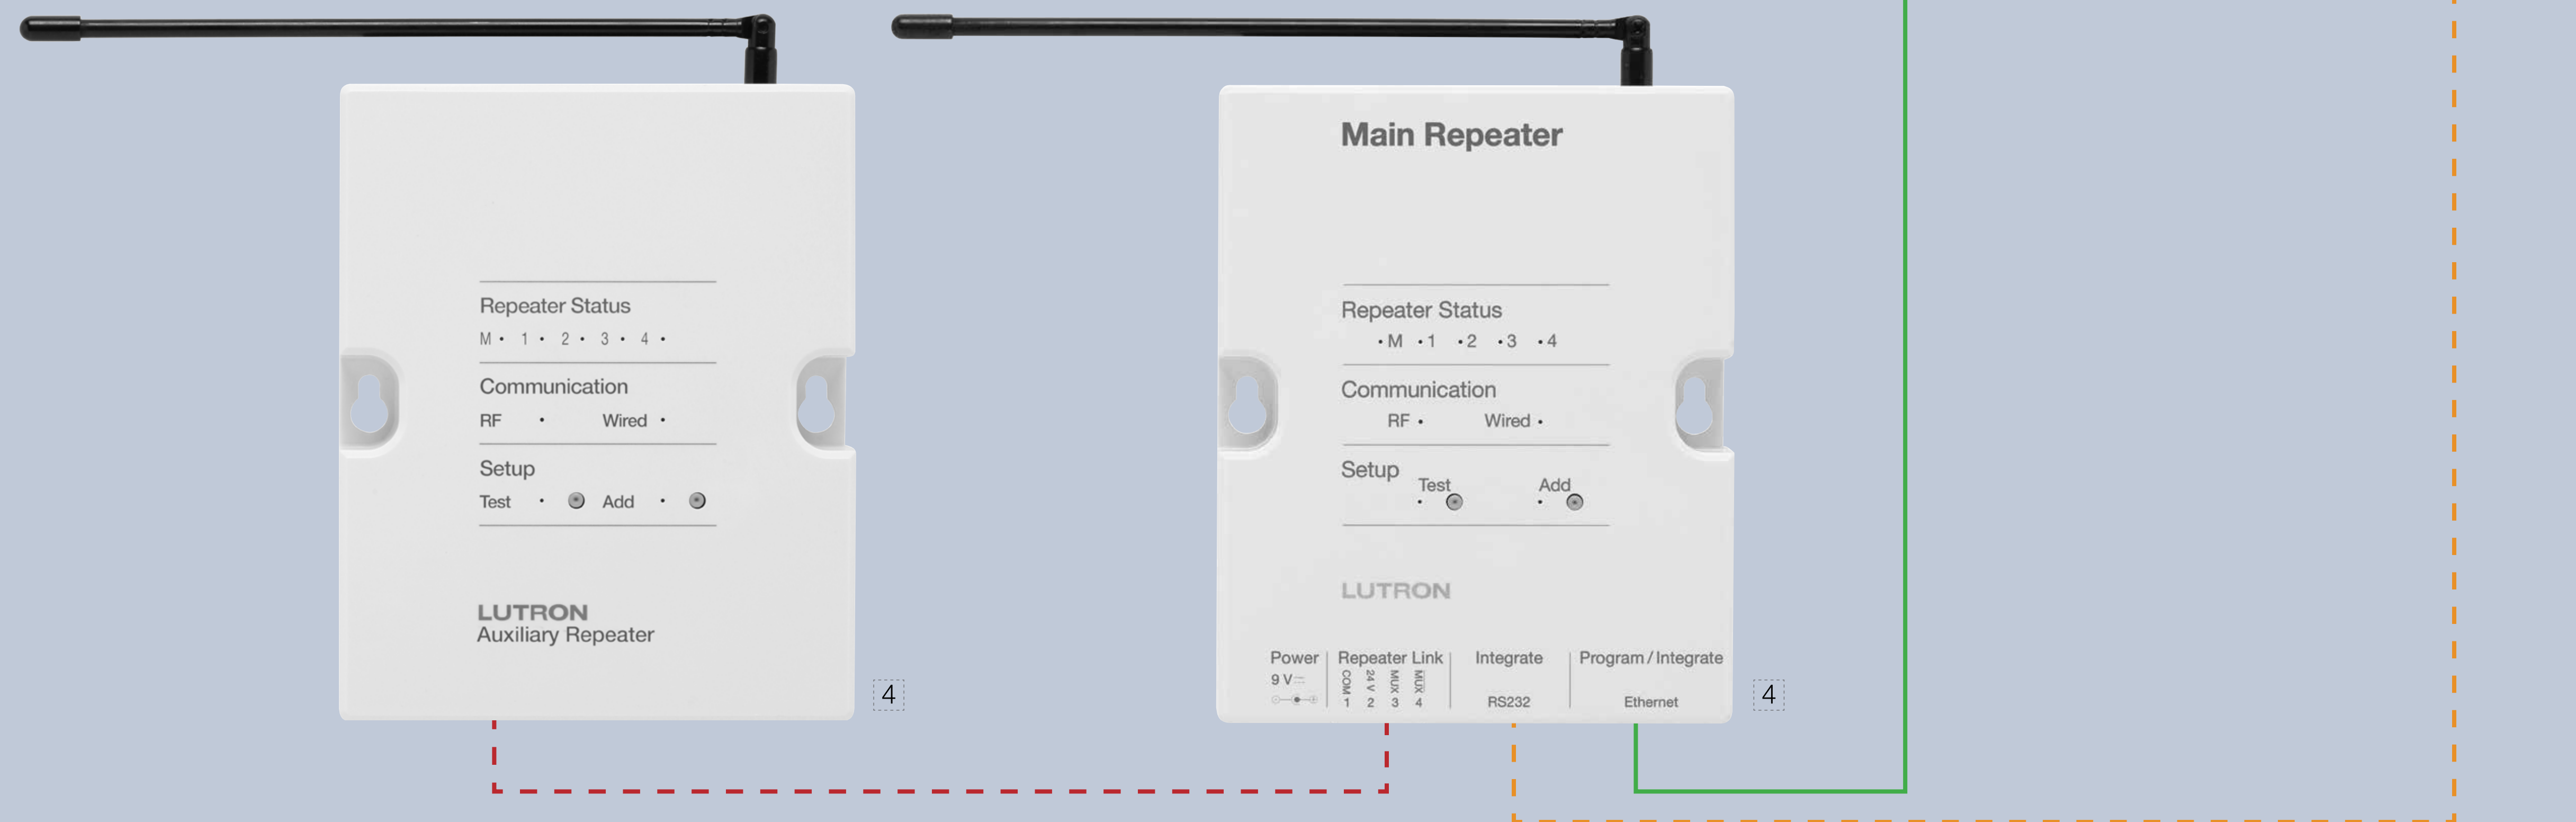 Repeater Status
M 1 2 3 4
Communication
RF Wired
Setup
Test Add
LUTRON
Auxiliary Repeater
4
Main Repeater
Repeater Status
M 1 2 3 4
Communication
RF Wired
Setup
Test Add
LUTRON
Power Repeater Link Integrate Program / Integrate
9 V
COM 24 V MUX MUX
1 2 3 4 RS232 Ethernet
4